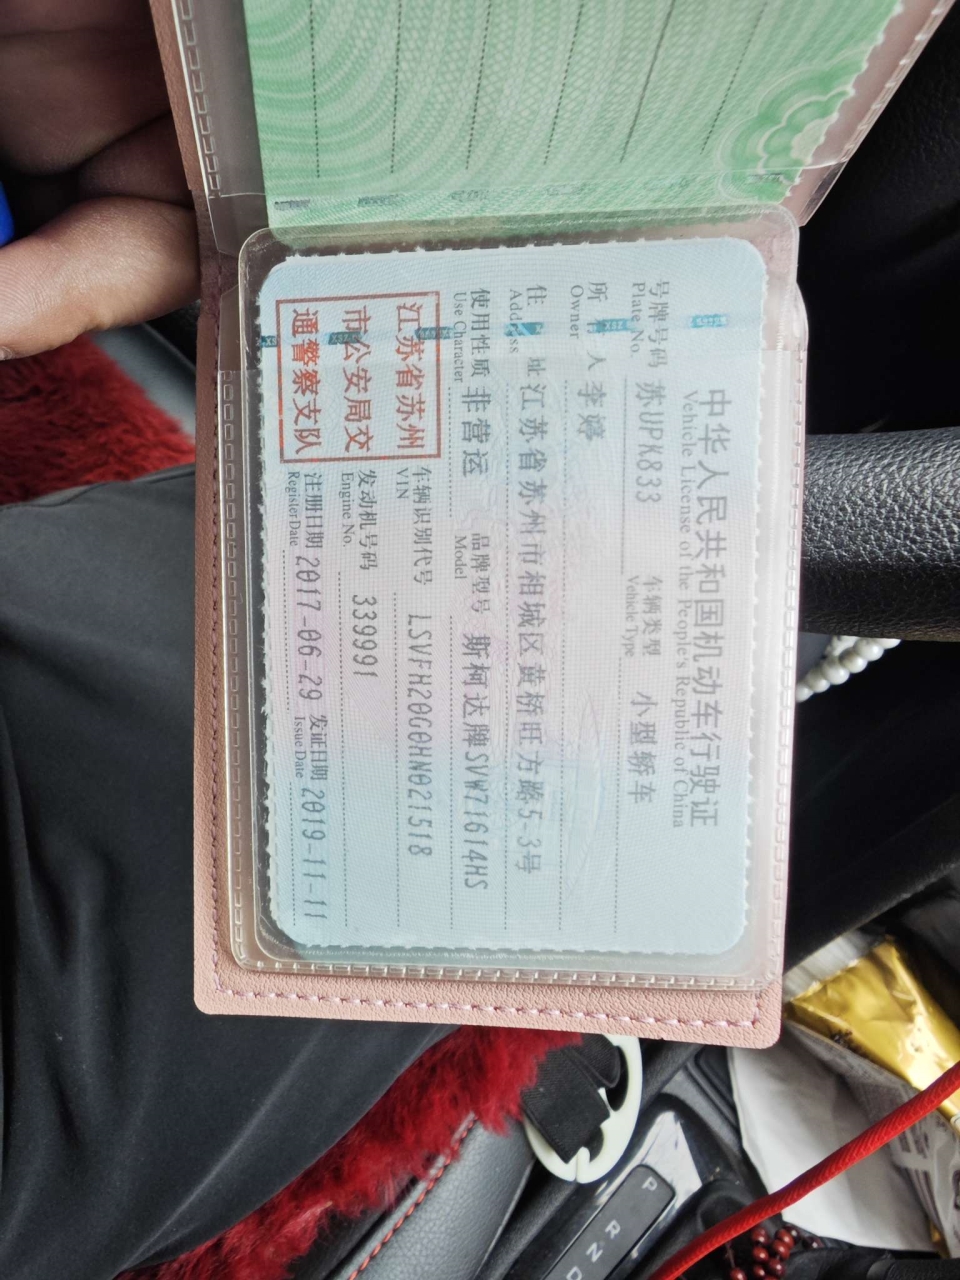 中华人民共和国机动车行驶证
Vehicle License of the People's Republic of China
号牌号码 苏UPK833 车辆类型 小型轿车
Plate No. Vehicle Type
所有人 李婷
Owner
住址 江苏省苏州市相城区黄桥旺方路5-3号
Address
使用性质 非营运 品牌型号 斯柯达牌SVW71614HS
Use Character Model
江苏省苏州
市公安局交
通警察支队
车辆识别代号 LSVFH20G0HN021518
VIN
发动机号码 339991
Engine No.
注册日期 2017-06-29 发证日期 2019-11-11
Register Date Issue Date
P
R
N
D